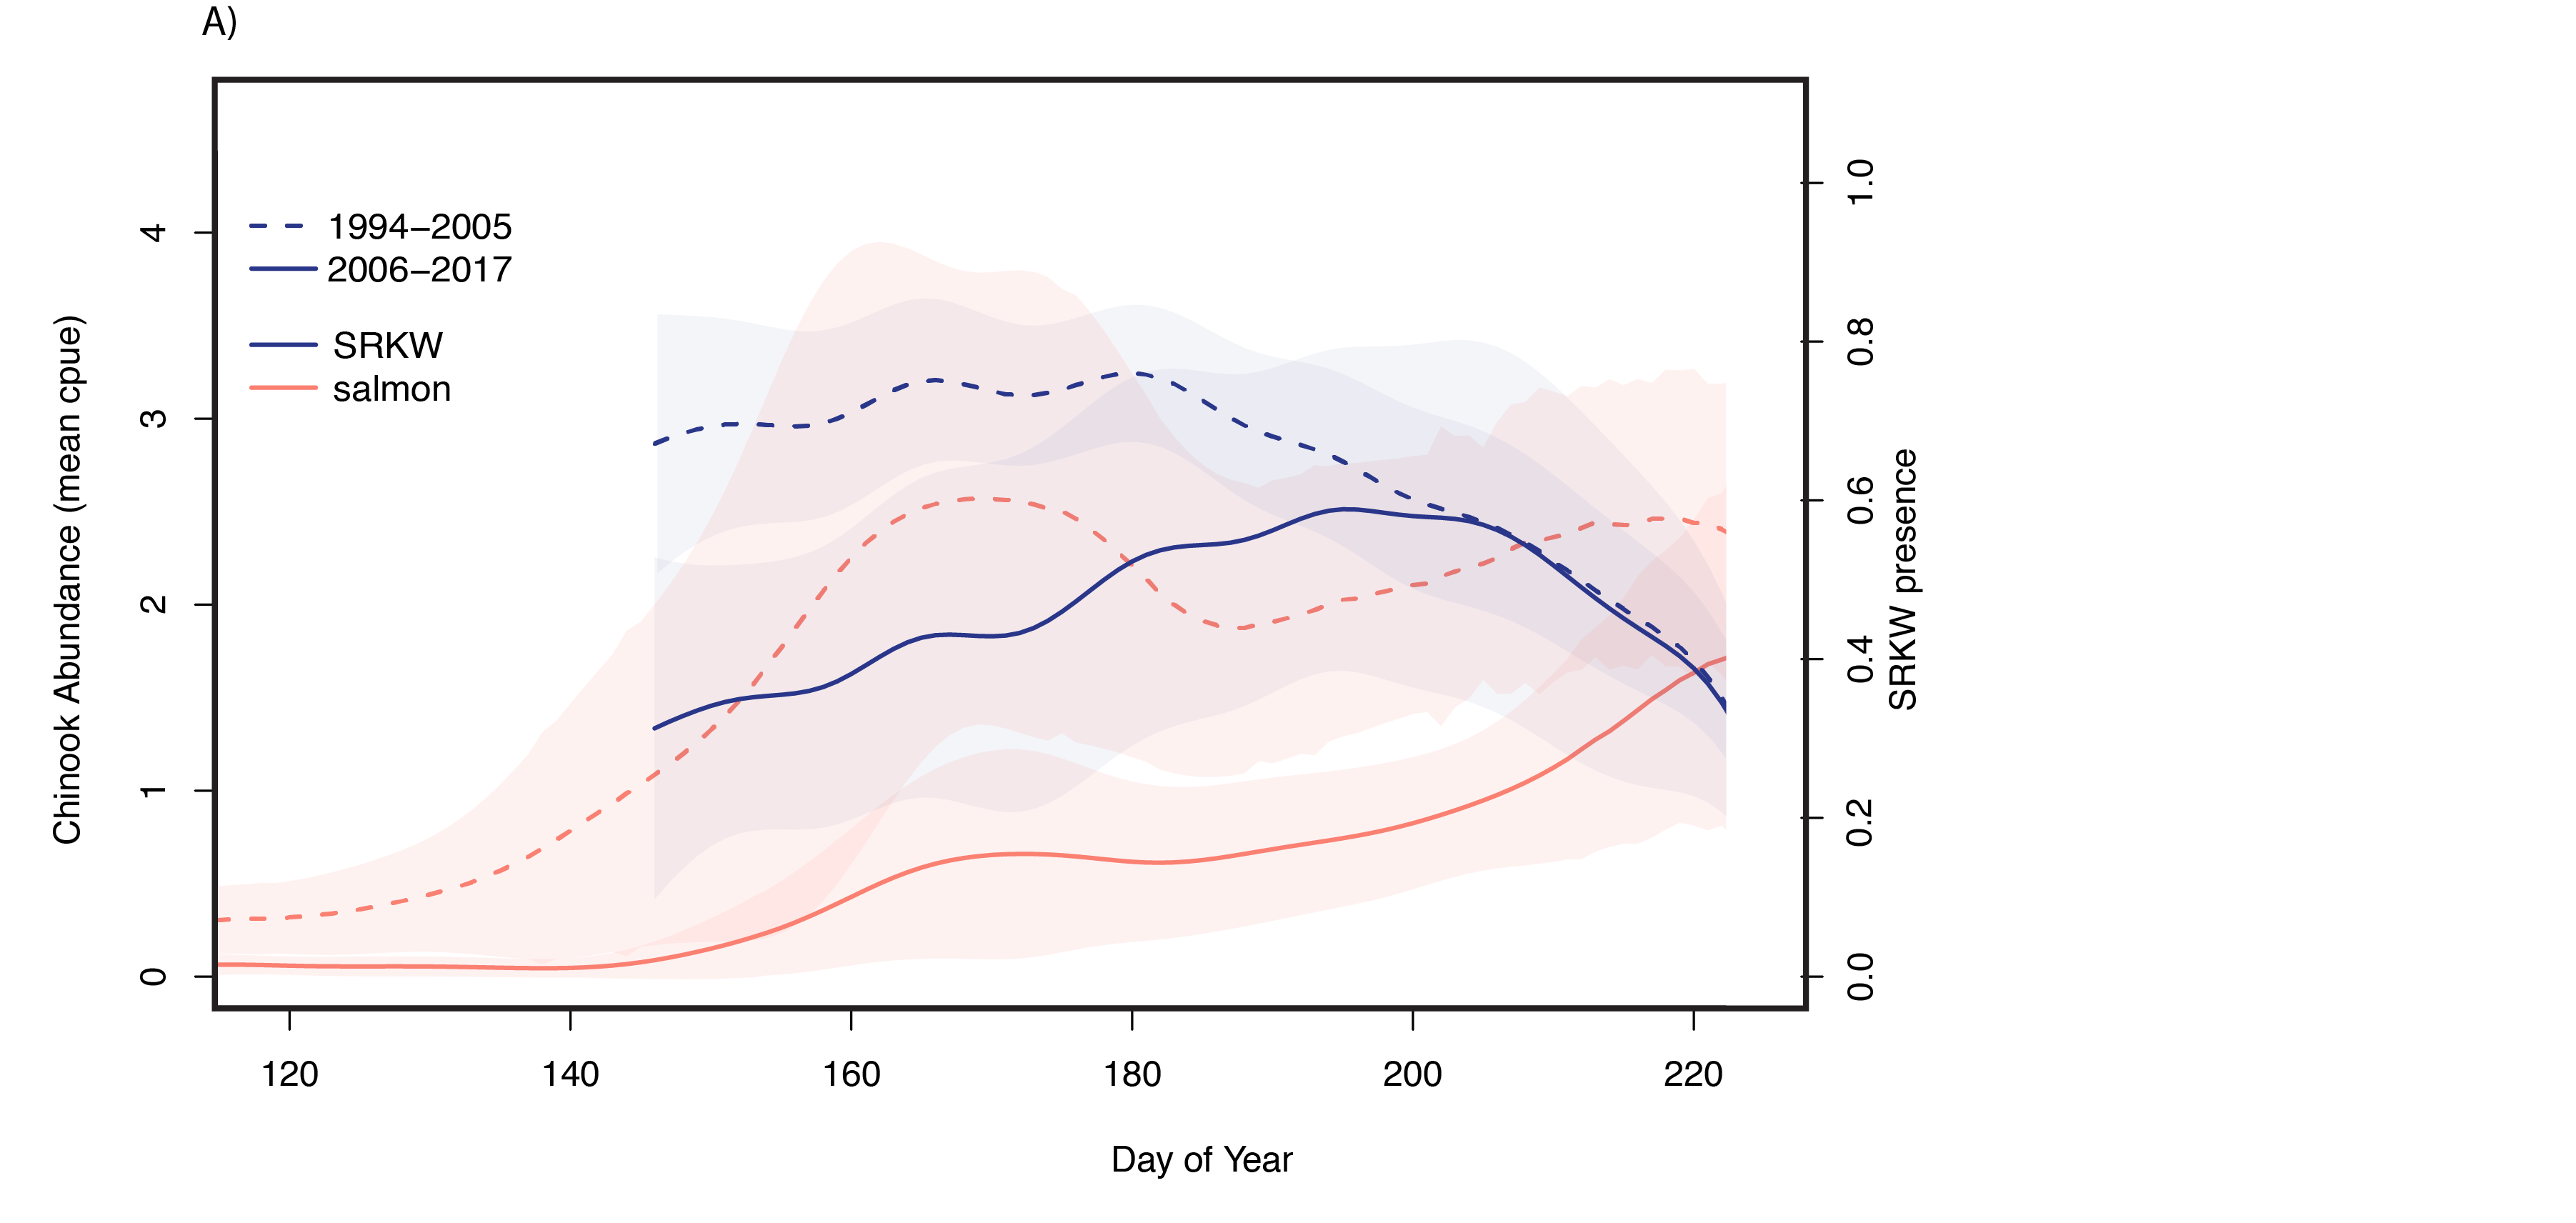 A)
1994–2005
2006–2017
SRKW
salmon
Chinook Abundance (mean cpue)
4
3
2
1
0
SRKW presence
1.0
0.8
0.6
0.4
0.2
0.0
120 140 160 180 200 220
Day of Year